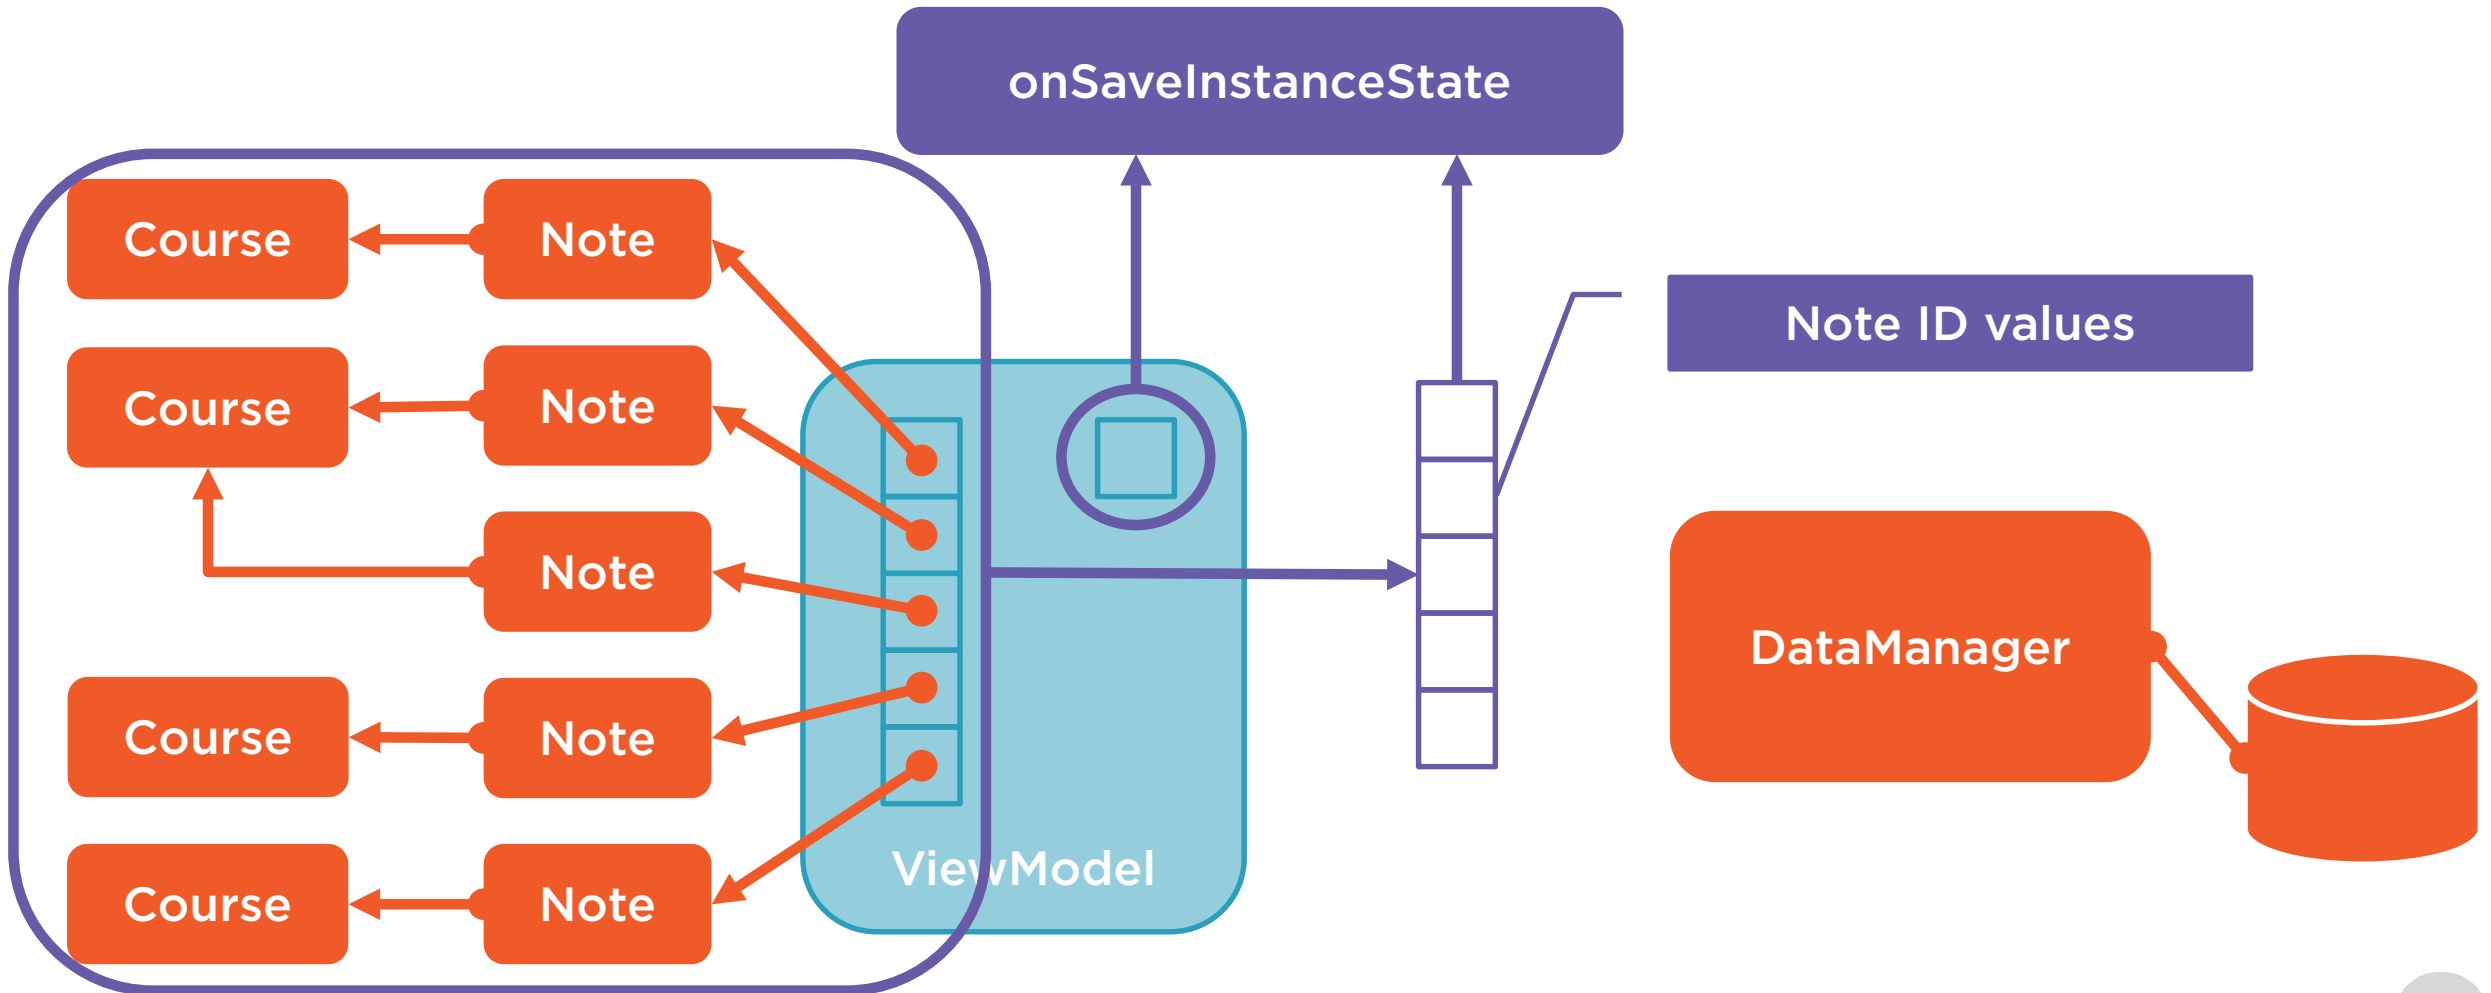 onSaveInstanceState
Course
Note
Note ID values
Course
Note
Note
DataManager
Course
Note
ViewModel
Course
Note